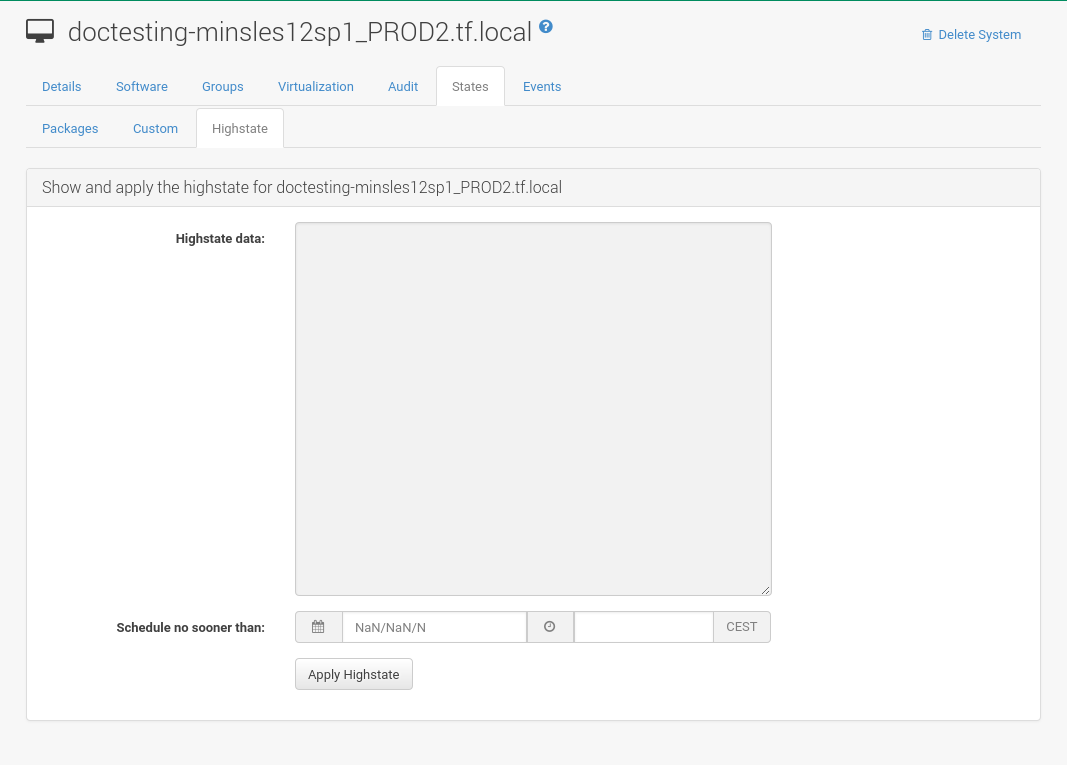 doctesting-minsles12sp1_PROD2.tf.local ?
Delete System
Details Software Groups Virtualization Audit States Events
Packages Custom Highstate
Show and apply the highstate for doctesting-minsles12sp1_PROD2.tf.local
Highstate data:
Schedule no sooner than: NaN/NaN/N CEST
Apply Highstate